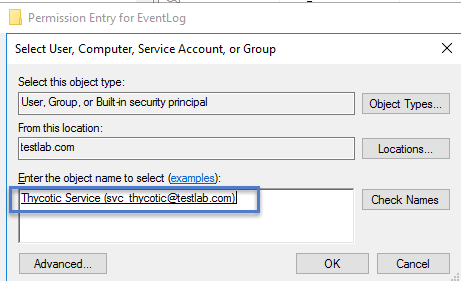 Permission Entry for EventLog
Select User, Computer, Service Account, or Group
Select this object type:
User, Group, or Built-in security principal
Object Types...
From this location:
testlab.com
Locations...
Enter the object name to select (examples):
Thycotic Service (svc_thycotic@testlab.com)
Check Names
Advanced...
OK
Cancel